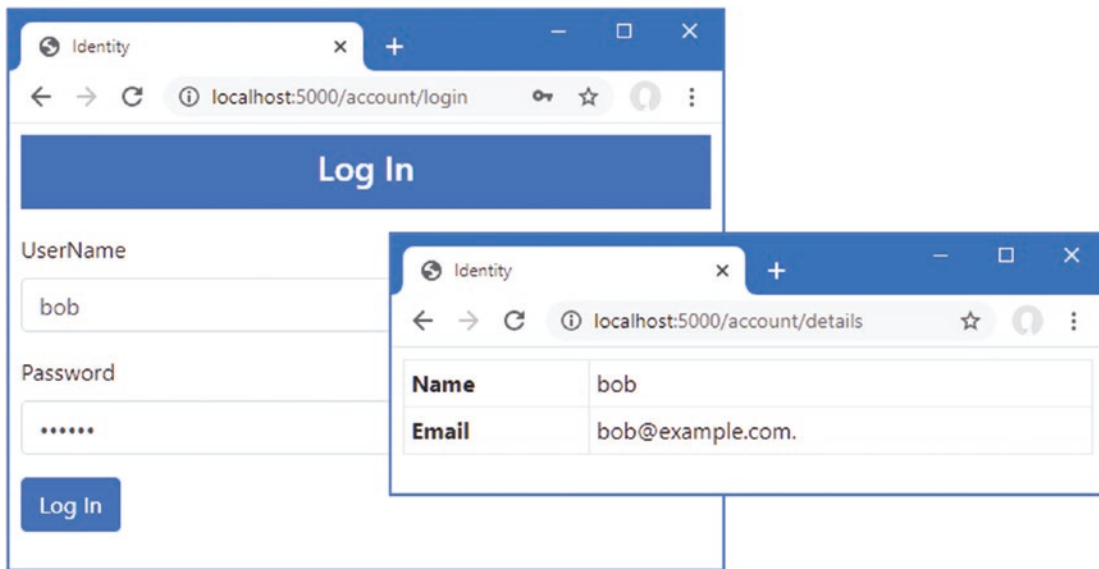 Identity
localhost:5000/account/login
Log In
UserName
bob
Password
••••••
Log In
Identity
localhost:5000/account/details
Name bob
Email bob@example.com.